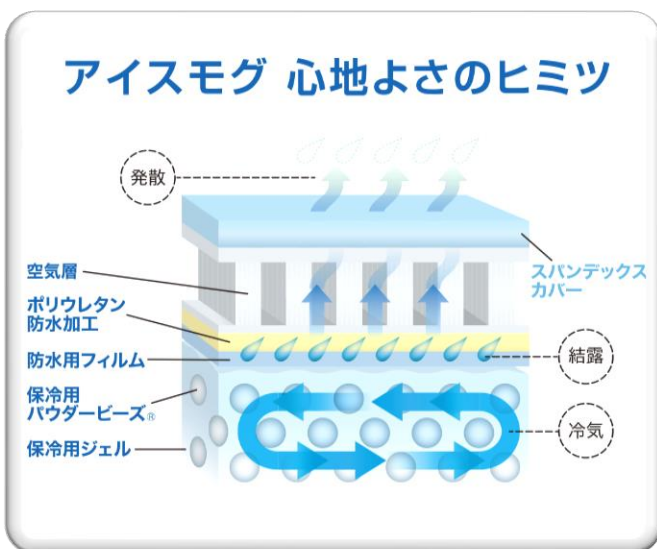 アイスモグ 心地よさのヒミツ
発散
空気層
スパンデックス
カバー
ポリウレタン
防水加工
防水用フィルム
結露
保冷用
パウダービーズ®
冷気
保冷用ジェル